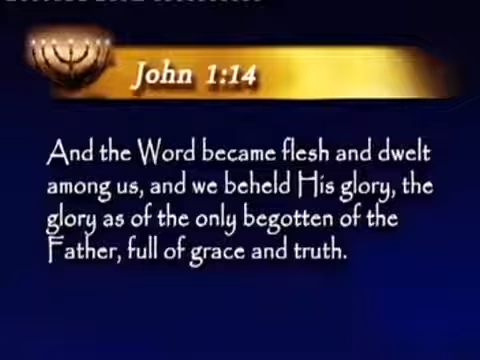 John 1:14
And the Word became flesh and dwelt
among us, and we beheld His glory, the
glory as of the only begotten of the
Father, full of grace and truth.